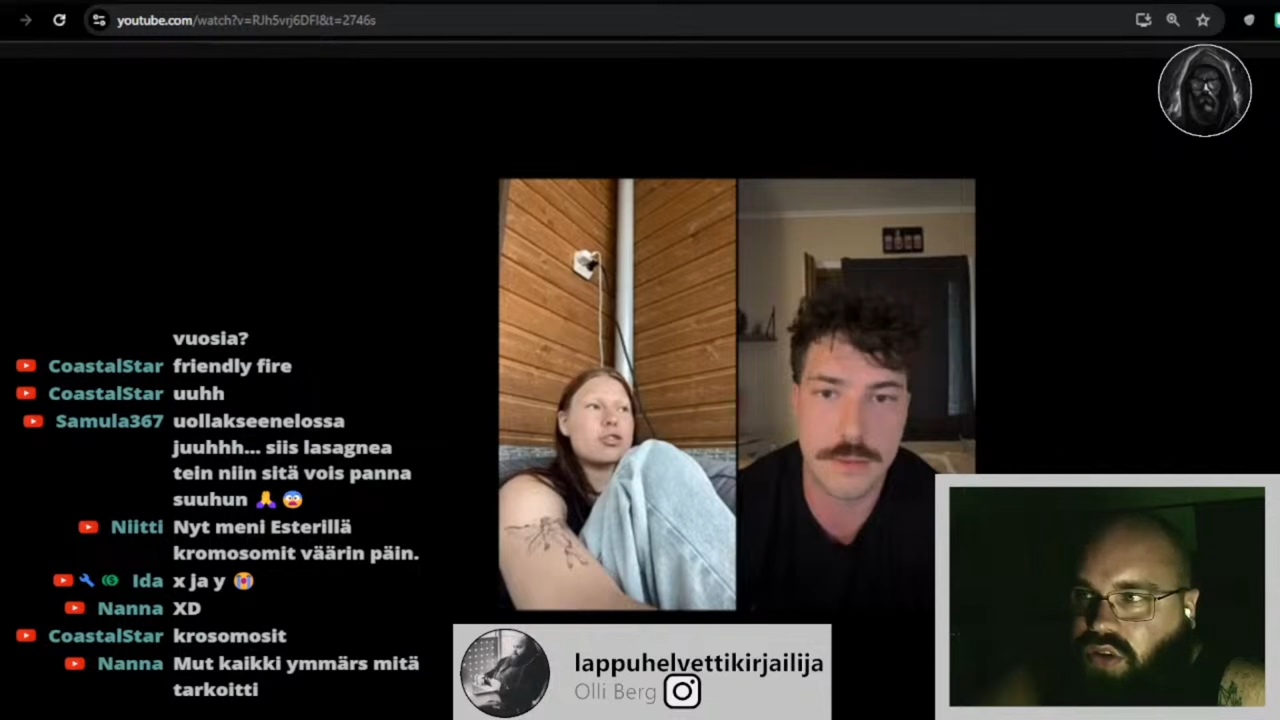 youtube.com/watch?v=RJh5vrj6DFI&t=2746s
vuosia?
CoastalStar friendly fire
CoastalStar uuhh
Samula367 uollakseenelossa
juuhhh... siis lasagnea
tein niin sitä vois panna
suuhun 🙏 😨
Niitti Nyt meni Esterillä
kromosomit väärin päin.
Ida x ja y 😭
Nanna XD
CoastalStar krosomosit
Nanna Mut kaikki ymmärs mitä
tarkoitti
lappuhelvettikirjailija
Olli Berg